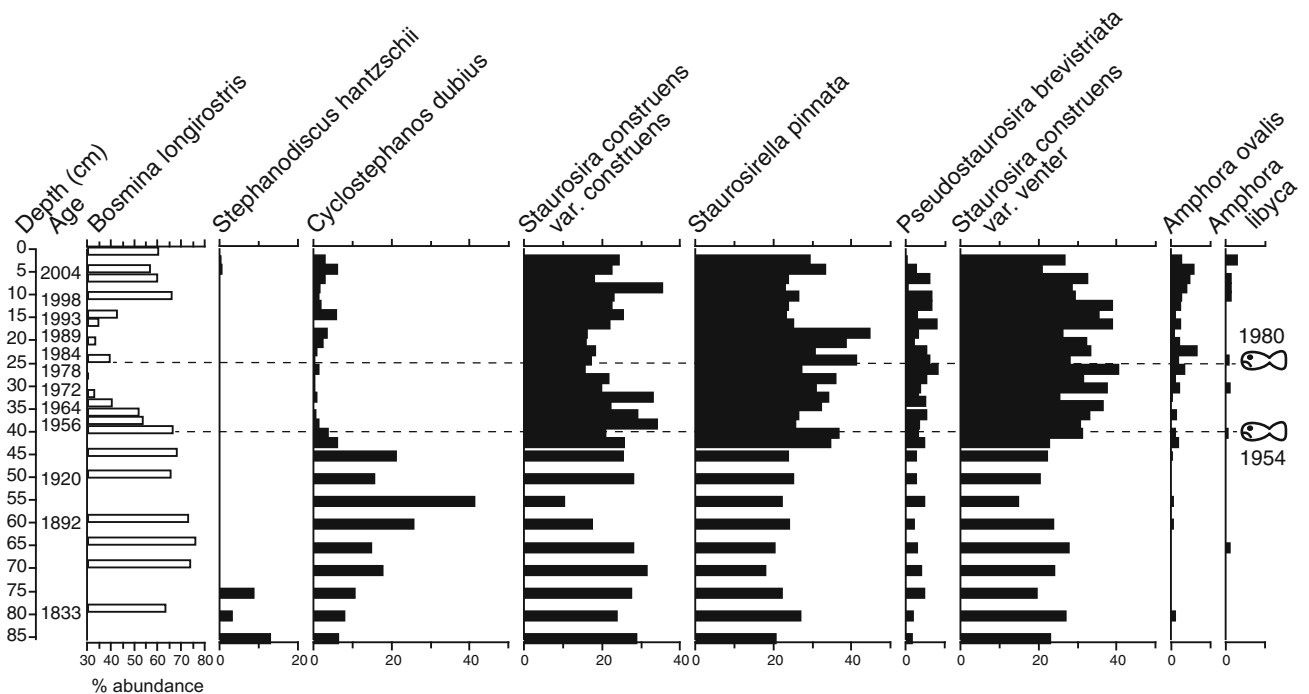 Depth (cm)
Age
Bosmina longirostris
Stephanodiscus hantzschii
Cyclostephanos dubius
Staurosira construens
var. construens
Staurosirella pinnata
Pseudostaurosira brevistriata
Staurosira construens
var. venter
Amphora ovalis
Amphora
libyca
0
5
10
15
20
25
30
35
40
45
50
55
60
65
70
75
80
85
2004
1998
1993
1989
1984
1978
1972
1964
1956
1920
1892
1833
1980
1954
30 40 50 60 70 80
0 20
0 20 40
0 20 40
0 20 40
0
0 20 40
0
0
% abundance